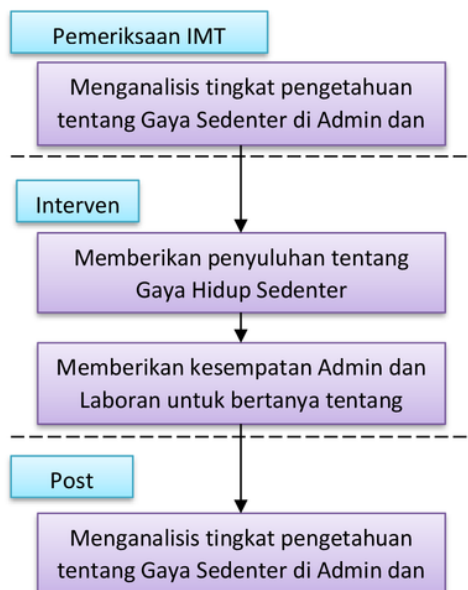 Pemeriksaan IMT
Menganalisis tingkat pengetahuan
tentang Gaya Sedenter di Admin dan
Interven
Memberikan penyuluhan tentang
Gaya Hidup Sedenter
Memberikan kesempatan Admin dan
Laboran untuk bertanya tentang
Post
Menganalisis tingkat pengetahuan
tentang Gaya Sedenter di Admin dan